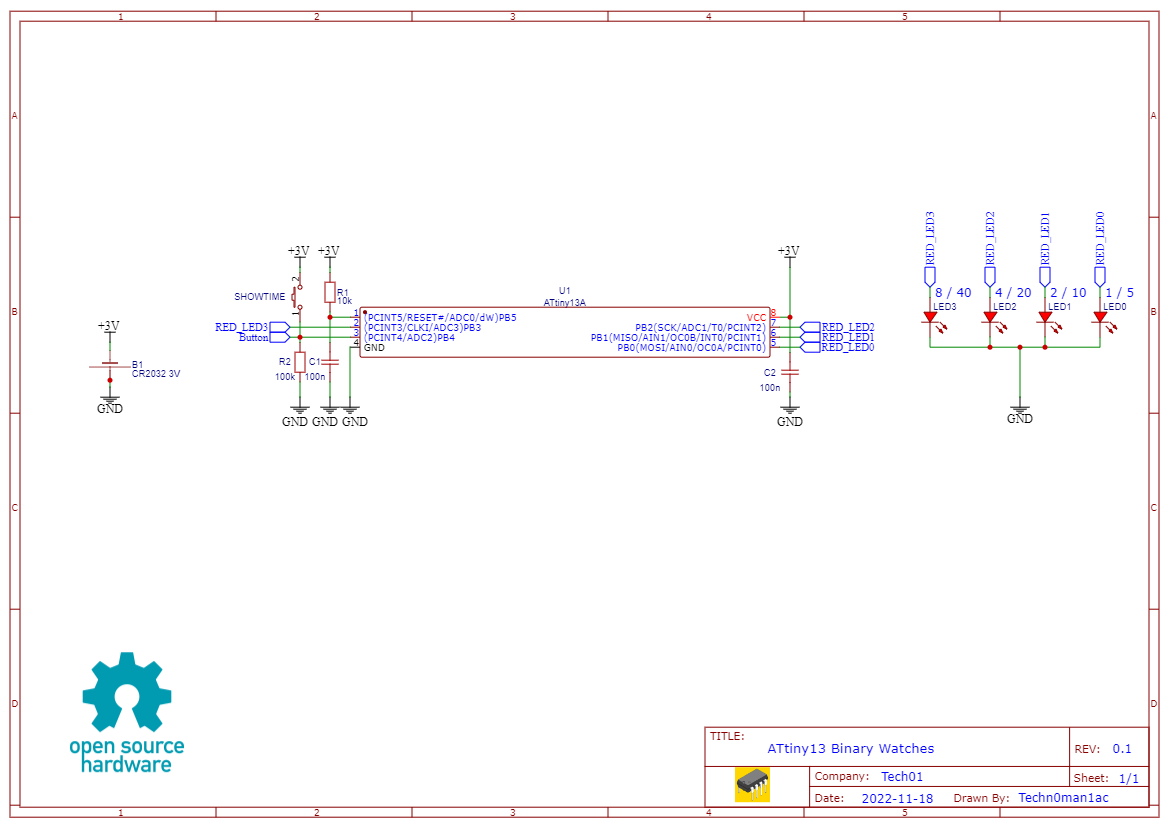 1 2 3 4 5
A A
B B
C C
D D
+3V
B1
CR2032 3V
GND
+3V +3V
SHOWTIME
2
1
R1
10k
RED_LED3
Button
R2
100k
C1
100n
GND GND GND
U1
ATtiny13A
1 (PCINT5/RESET#/ADC0/dW)PB5
2 (PCINT3/CLKI/ADC3)PB3
3 (PCINT4/ADC2)PB4
4 GND
VCC 8
PB2(SCK/ADC1/T0/PCINT2) 7
PB1(MISO/AIN1/OC0B/INT0/PCINT1) 6
PB0(MOSI/AIN0/OC0A/PCINT0) 5
+3V
RED_LED2
RED_LED1
RED_LED0
C2
100n
GND
RED_LED3 RED_LED2 RED_LED1 RED_LED0
8 / 40 4 / 20 2 / 10 1 / 5
LED3 LED2 LED1 LED0
GND
open source
hardware
TITLE:
ATtiny13 Binary Watches
REV: 0.1
Company: Tech01
Sheet: 1/1
Date: 2022-11-18 Drawn By: Techn0man1ac
1 2 3 4 5